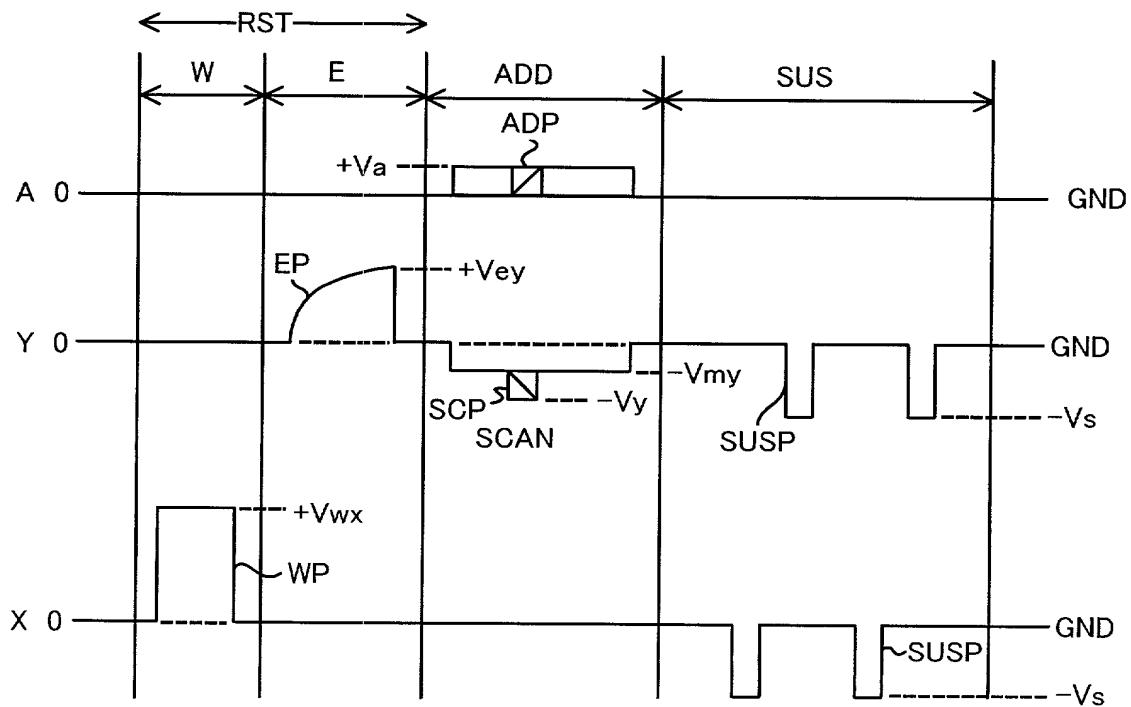 RST
W E ADD SUS
ADP
+Va
A 0 GND
EP +Vey
Y 0 GND
−Vmy
SCP −Vy
SCAN SUSP −Vs
+Vwx
WP
X 0 GND
SUSP
−Vs